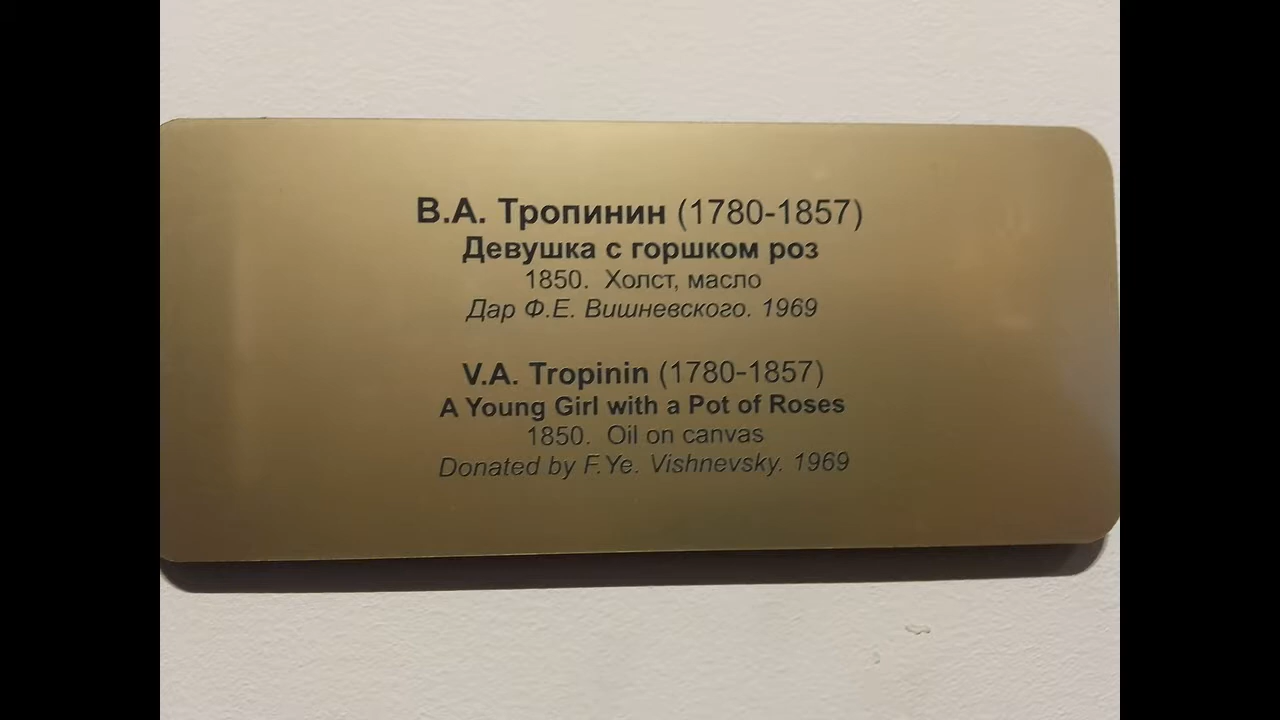 В.А. Тропинин (1780-1857)
Девушка с горшком роз
1850. Холст, масло
Дар Ф.Е. Вишневского. 1969
V.A. Tropinin (1780-1857)
A Young Girl with a Pot of Roses
1850. Oil on canvas
Donated by F.Ye. Vishnevsky. 1969